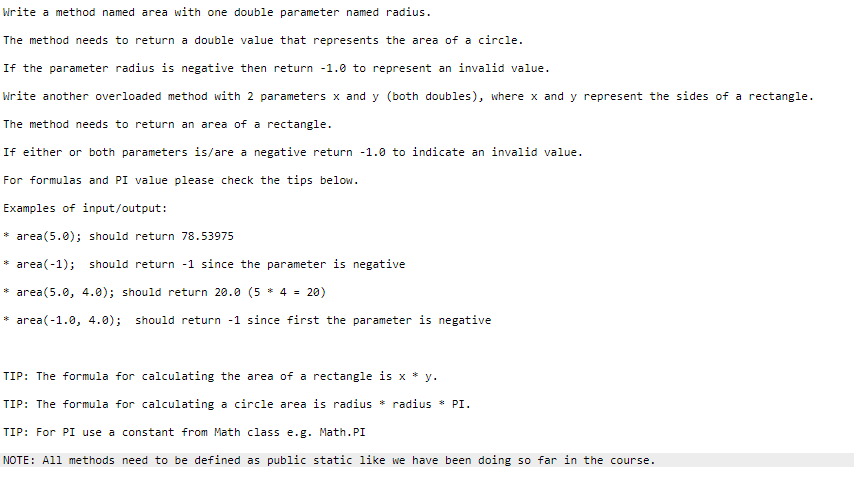 Write a method named area with one double parameter named radius.
The method needs to return a double value that represents the area of a circle.
If the parameter radius is negative then return -1.0 to represent an invalid value.
Write another overloaded method with 2 parameters x and y (both doubles), where x and y represent the sides of a rectangle.
The method needs to return an area of a rectangle.
If either or both parameters is/are a negative return -1.0 to indicate an invalid value.
For formulas and PI value please check the tips below.
Examples of input/output:
* area(5.0); should return 78.53975
* area(-1);  should return -1 since the parameter is negative
* area(5.0, 4.0); should return 20.0 (5 * 4 = 20)
* area(-1.0, 4.0);  should return -1 since first the parameter is negative
TIP: The formula for calculating the area of a rectangle is x * y.
TIP: The formula for calculating a circle area is radius * radius * PI.
TIP: For PI use a constant from Math class e.g. Math.PI
NOTE: All methods need to be defined as public static like we have been doing so far in the course.